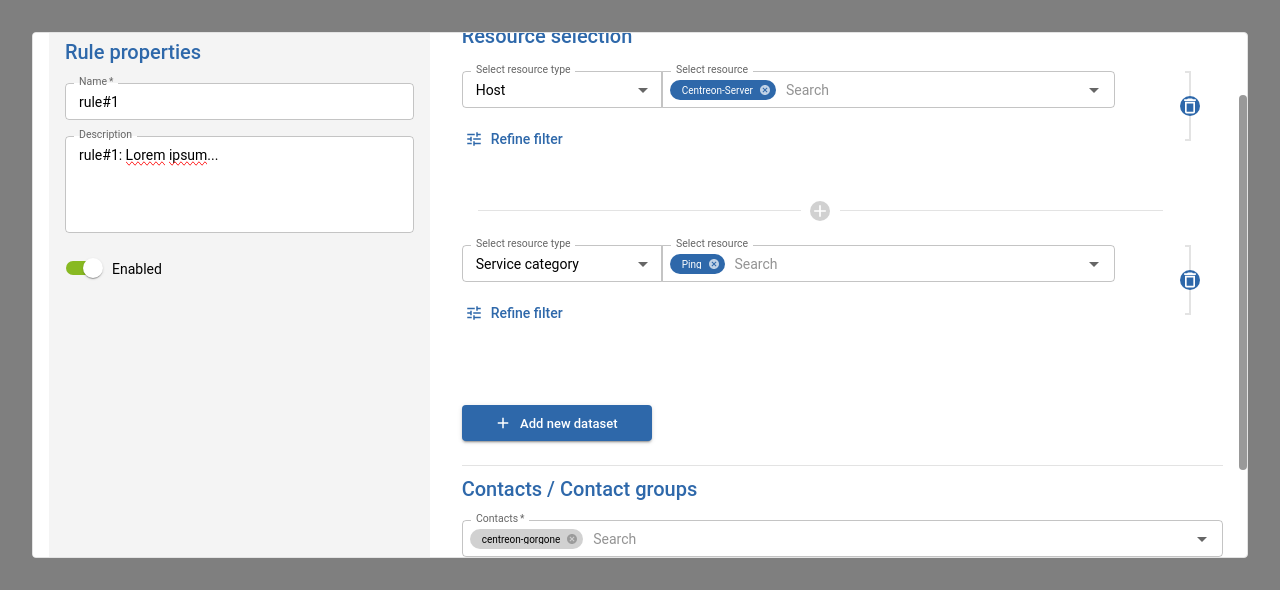 Rule properties
Name *
rule#1
Description
rule#1: Lorem ipsum...
Enabled
Resource selection
Select resource type
Host
Select resource
Centreon-Server
Search
Refine filter
Select resource type
Service category
Select resource
Ping
Search
Refine filter
Add new dataset
Contacts / Contact groups
Contacts *
centreon-gorgone
Search